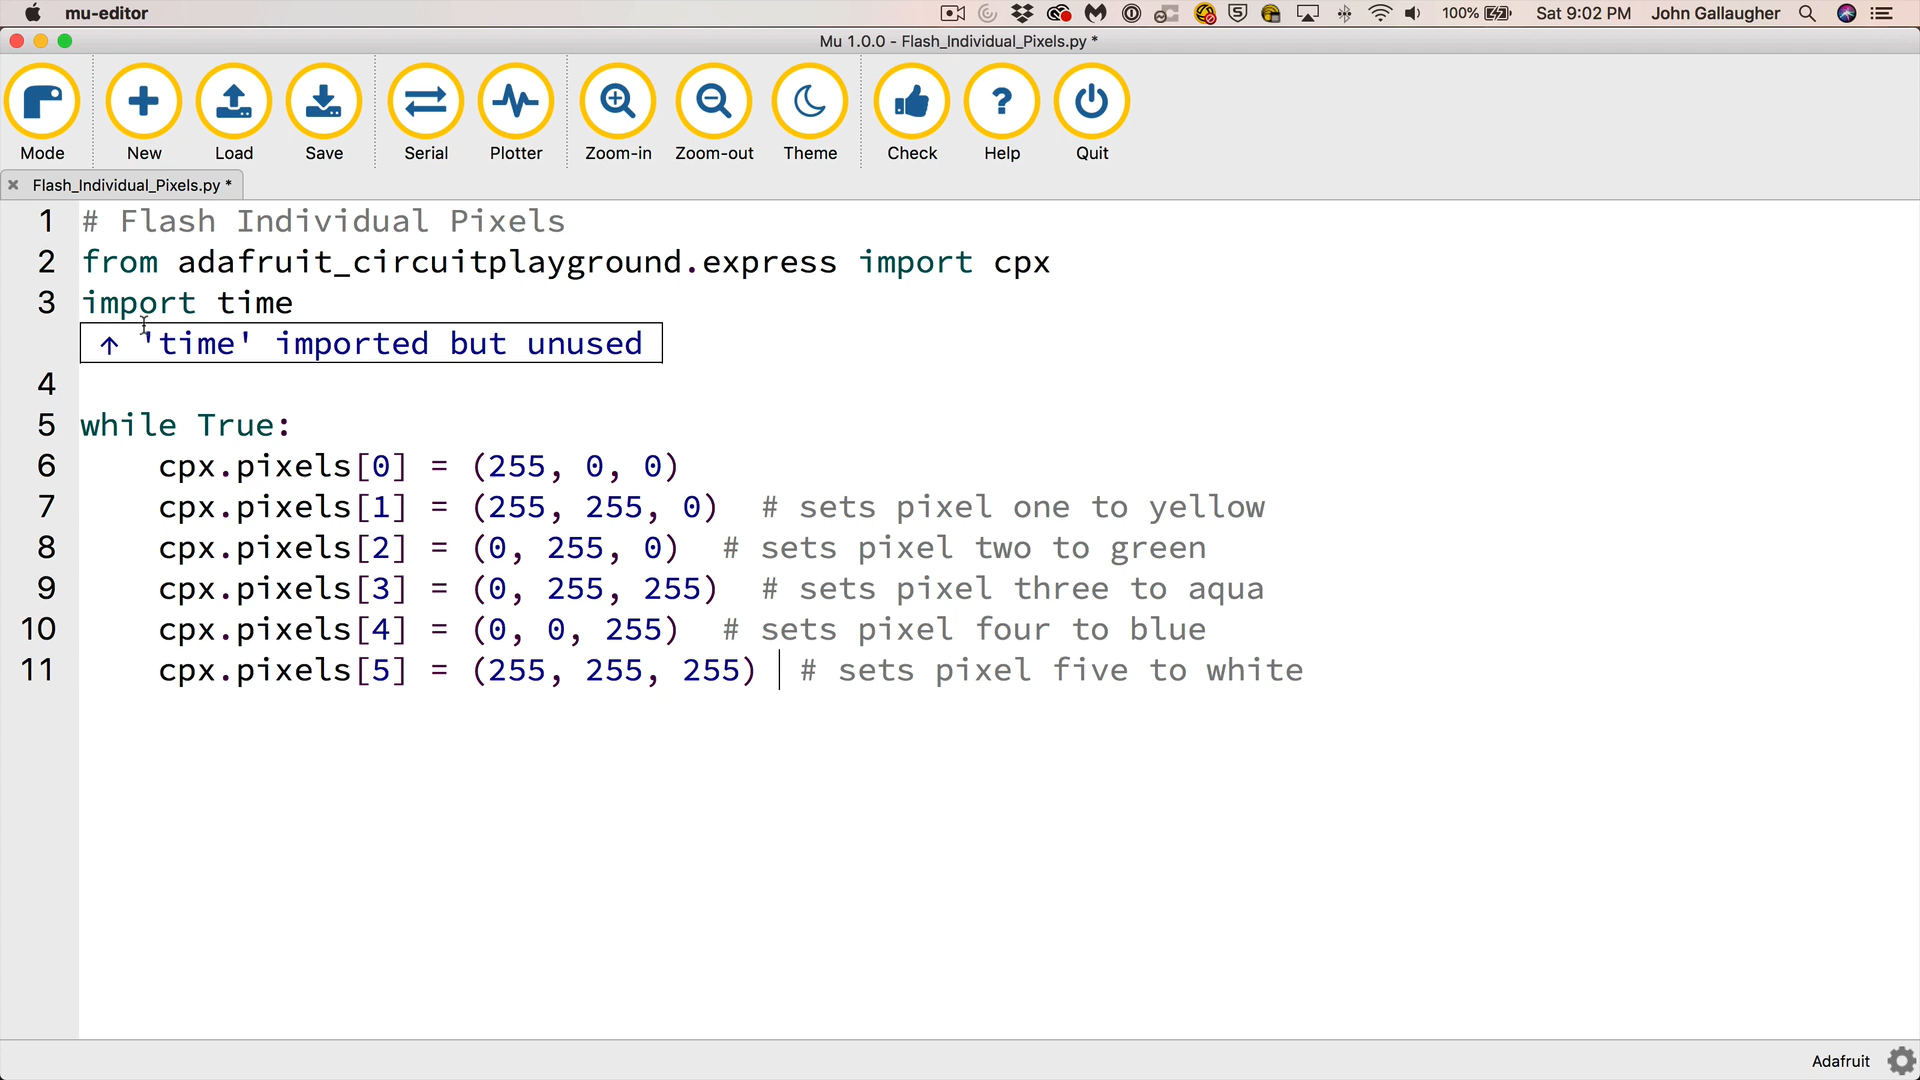 mu-editor 100% Sat 9:02 PM John Gallaugher
Mu 1.0.0 - Flash_Individual_Pixels.py *
Mode New Load Save Serial Plotter Zoom-in Zoom-out Theme Check Help Quit
Flash_Individual_Pixels.py *
1 # Flash Individual Pixels
2 from adafruit_circuitplayground.express import cpx
3 import time
↑ 'time' imported but unused
4
5 while True:
6 cpx.pixels[0] = (255, 0, 0)
7 cpx.pixels[1] = (255, 255, 0)  # sets pixel one to yellow
8 cpx.pixels[2] = (0, 255, 0)  # sets pixel two to green
9 cpx.pixels[3] = (0, 255, 255)  # sets pixel three to aqua
10 cpx.pixels[4] = (0, 0, 255)  # sets pixel four to blue
11 cpx.pixels[5] = (255, 255, 255)  # sets pixel five to white
Adafruit